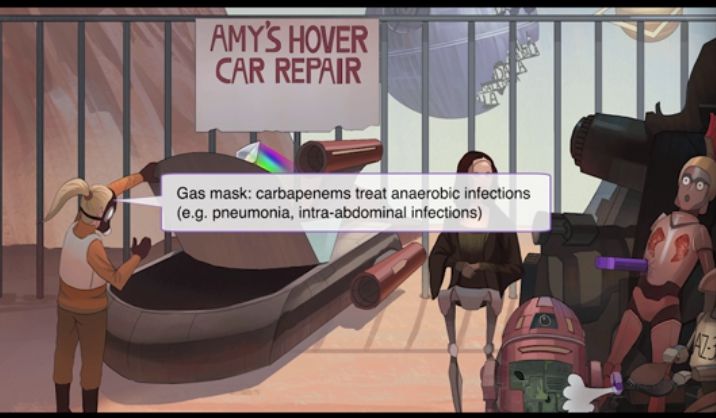 AMY'S HOVER
CAR REPAIR
Gas mask: carbapenems treat anaerobic infections
(e.g. pneumonia, intra-abdominal infections)